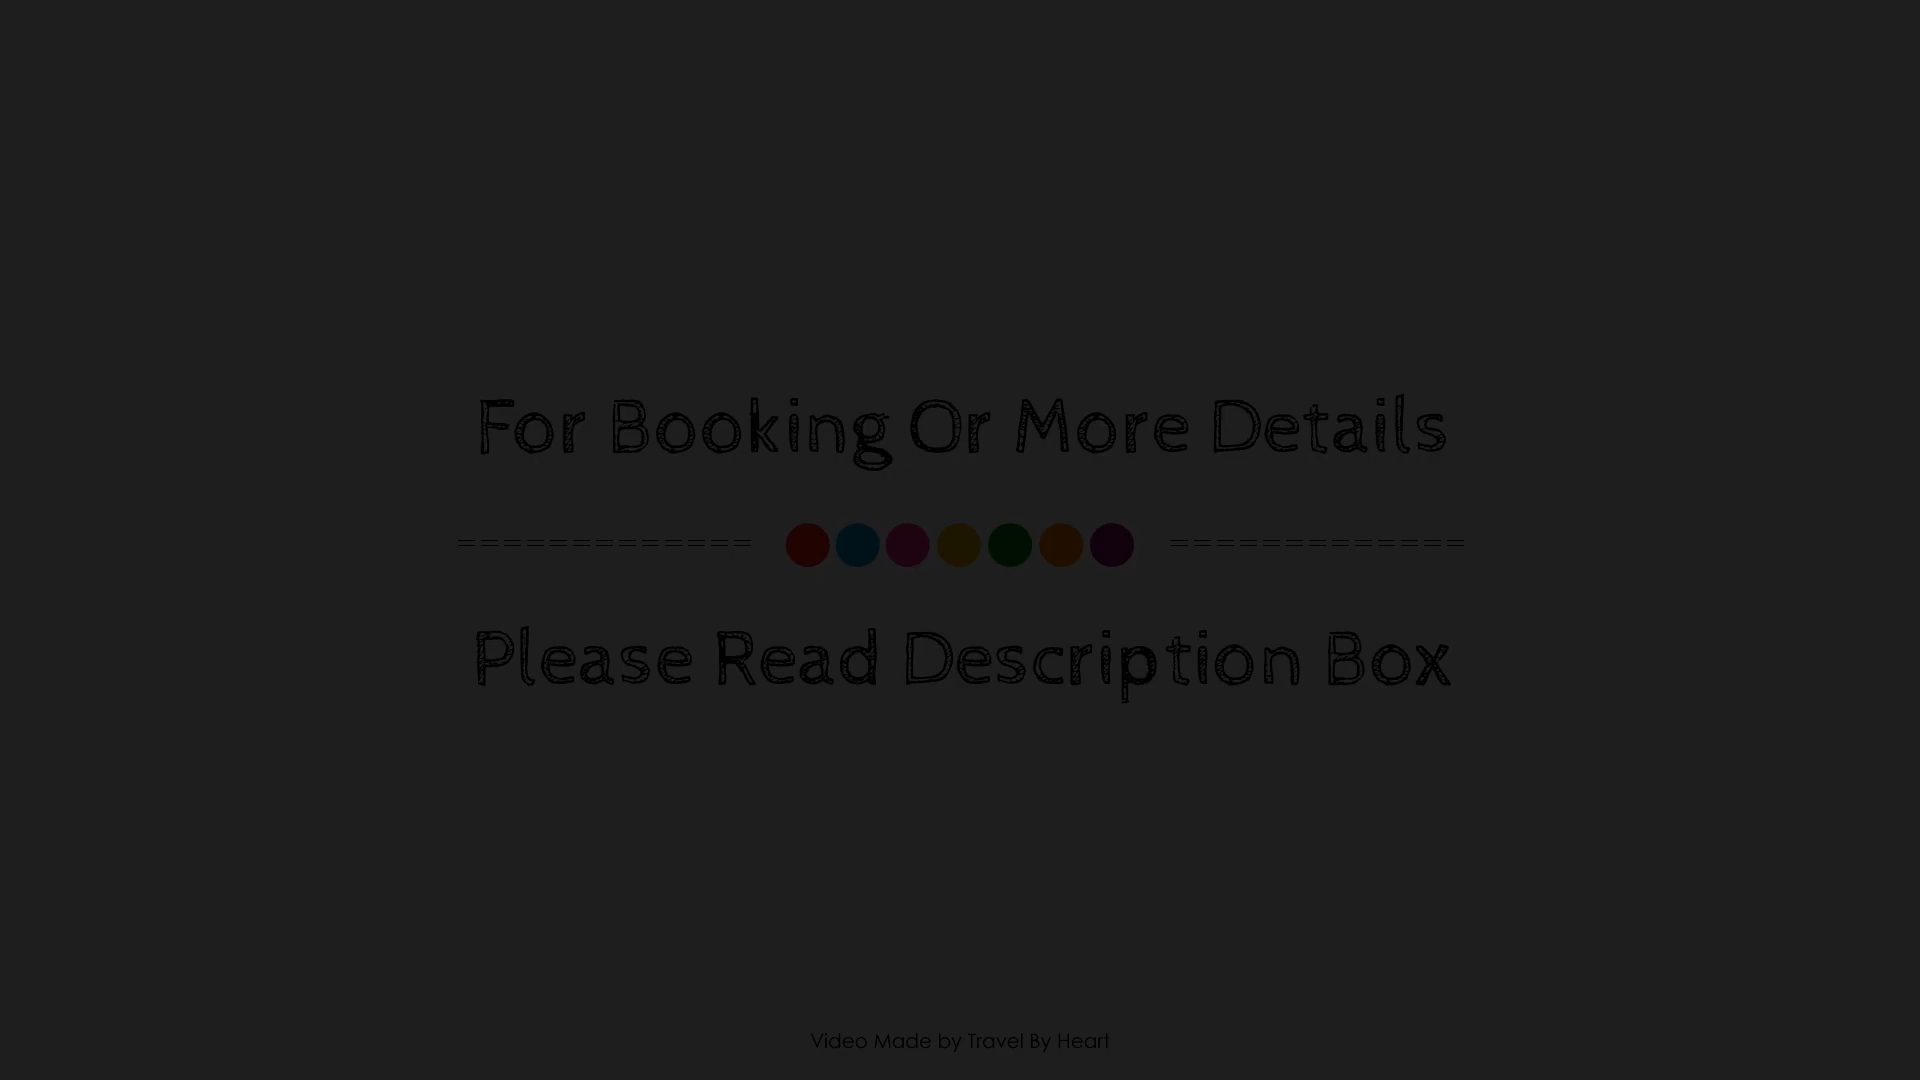 For Booking Or More Details
============= =============
Please Read Description Box
Video Made by Travel By Heart